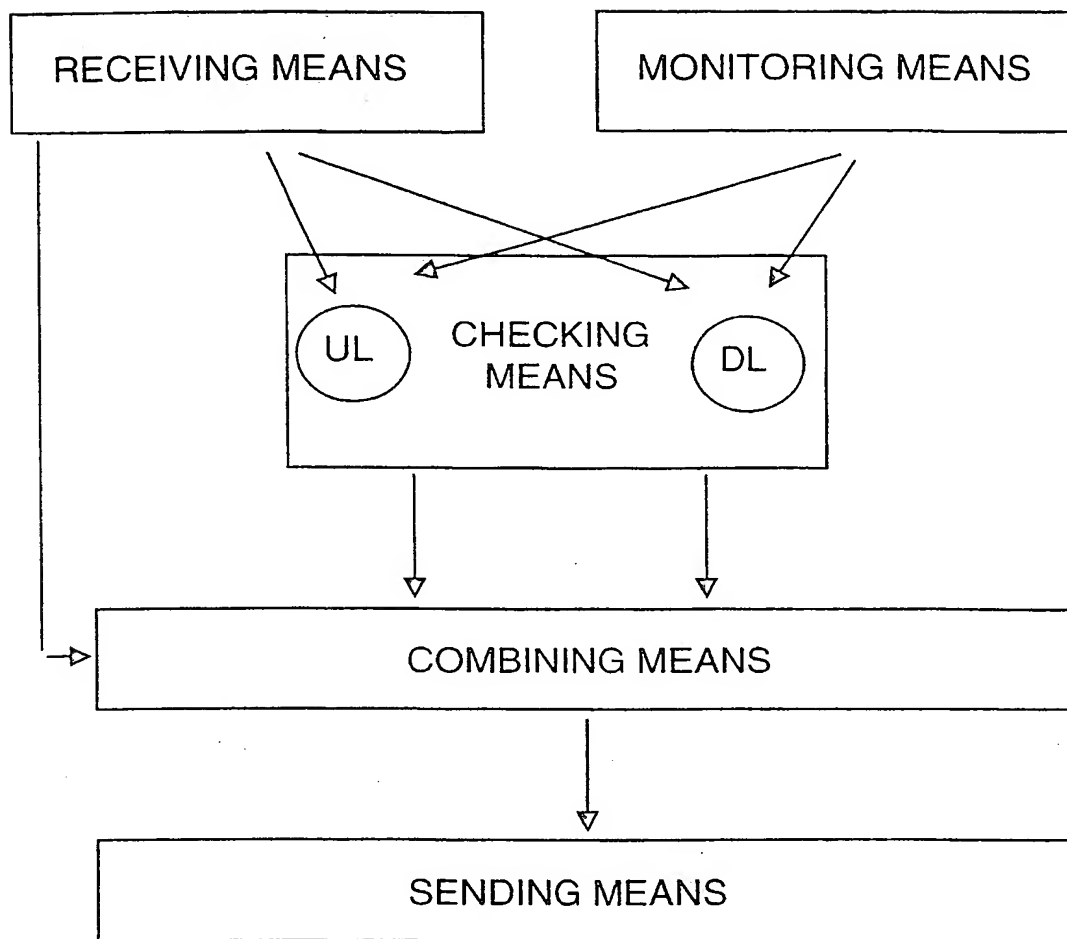 RECEIVING MEANS
MONITORING MEANS
UL
CHECKING
MEANS
DL
COMBINING MEANS
SENDING MEANS